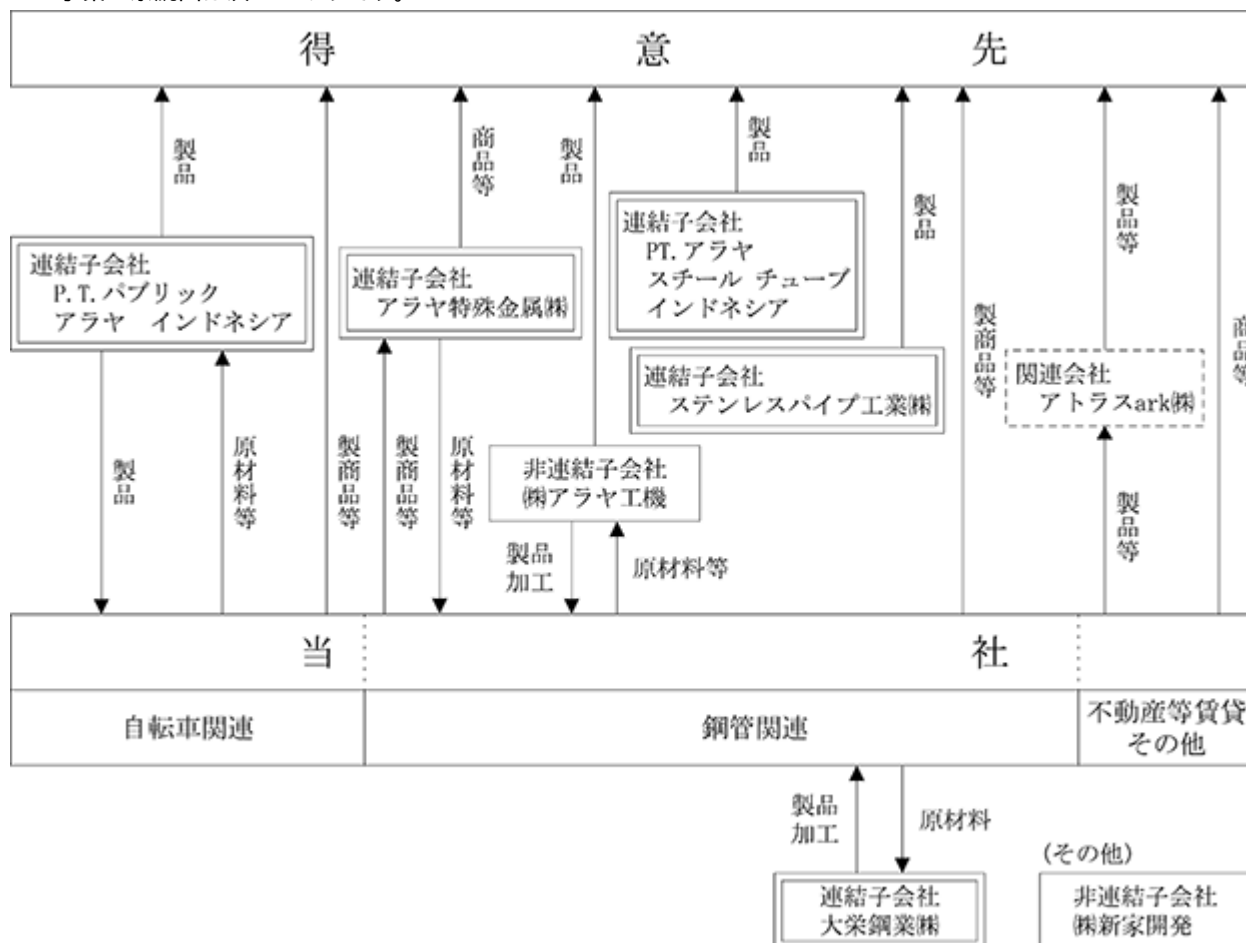 得意先
製品
商品等
製品
製品
連結子会社
P.T.パブリック
アラヤ インドネシア
連結子会社
アラヤ特殊金属㈱
連結子会社
PT.アラヤ
スチール チューブ
インドネシア
製品
製商品等
製品等
商品等
連結子会社
ステンレスパイプ工業㈱
関連会社
アトラスark㈱
製品
原材料等
製商品等
製商品等
原材料等
非連結子会社
㈱アラヤ工機
製品
加工
原材料等
製品等
当社
自転車関連
鋼管関連
不動産等賃貸
その他
製品
加工
原材料
連結子会社
大栄鋼業㈱
(その他)
非連結子会社
㈱新家開発